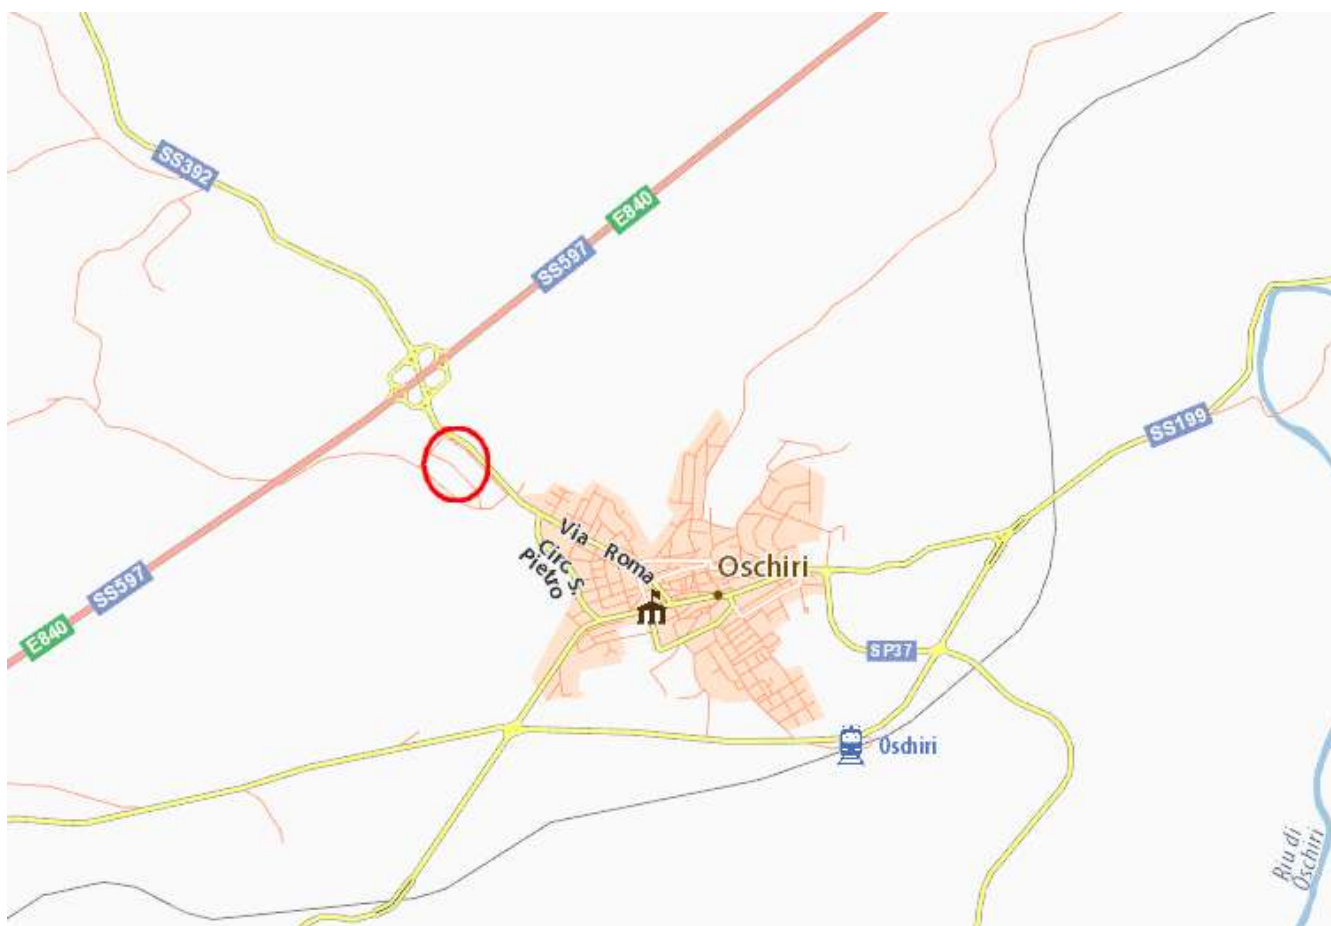 SS392
E840
SS597
SS199
Via Roma
Circ S.
Pietro
Oschiri
SS597
E840
SP37
Oschiri
Riu di
Oschiri